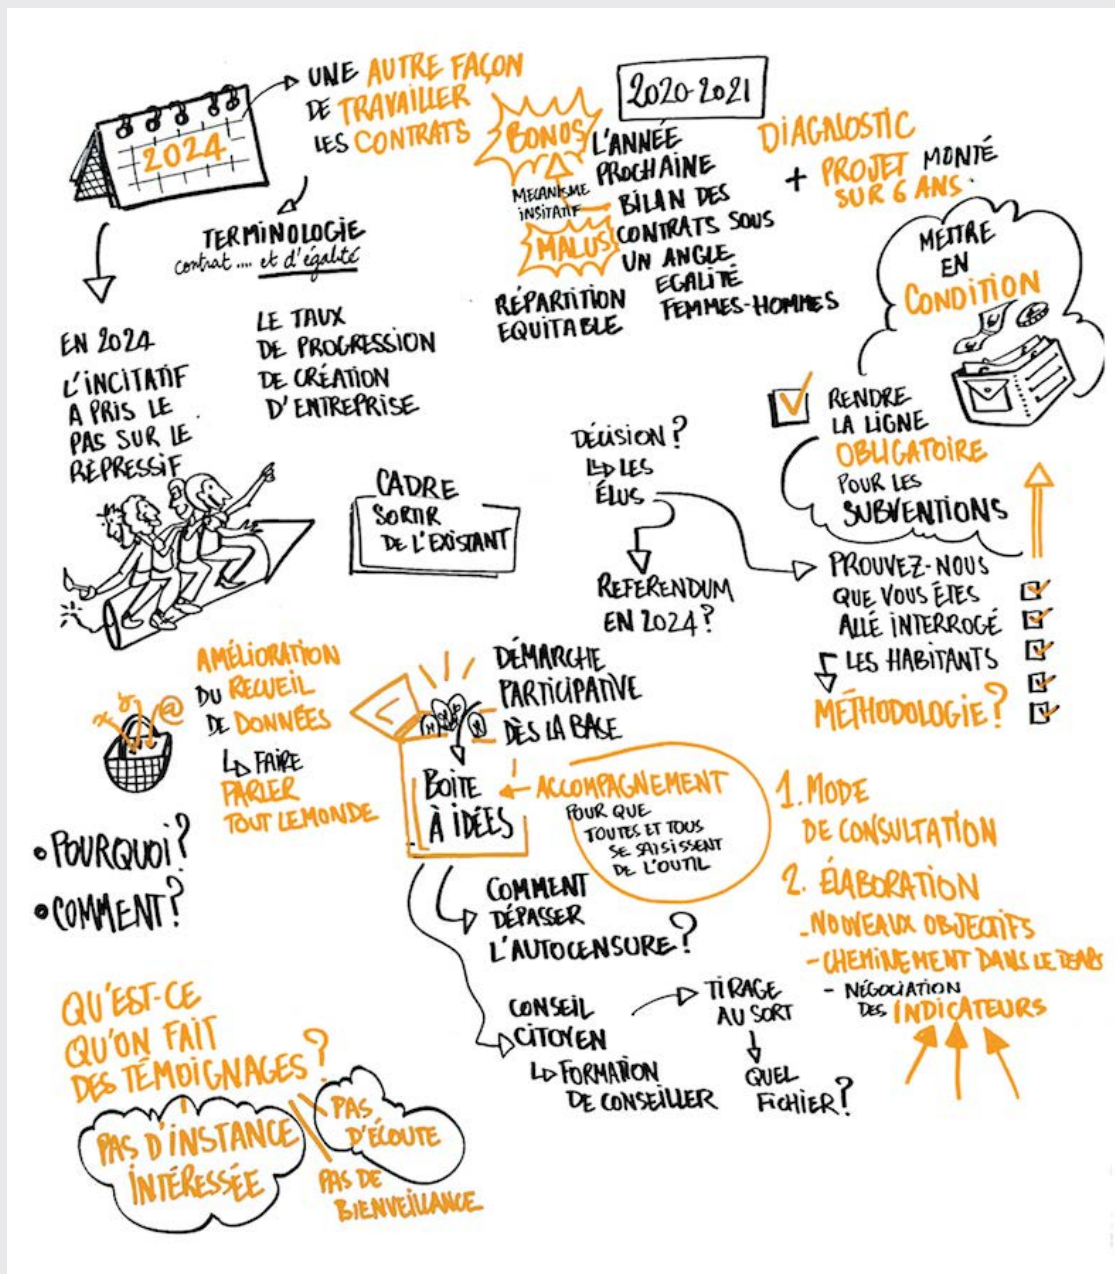 2024
UNE AUTRE FAÇON
DE TRAVAILLER
LES CONTRATS
TERMINOLOGIE
contrat .... et d'égalité
EN 2024
L'INCITATIF
A PRIS LE
PAS SUR LE
RÉPRESSIF
LE TAUX
DE PROGRESSION
DE CRÉATION
D'ENTREPRISE
BONUS
MÉCANISME
INSITATIF
MALUS
RÉPARTITION
EQUITABLE
2020-2021
L'ANNÉE
PROCHAINE
BILAN DES
CONTRATS SOUS
UN ANGLE
EGALITÉ
FEMMES-HOMMES
DIAGNOSTIC
+ PROJET MONTÉ
SUR 6 ANS.
METTRE
EN
CONDITION
RENDRE
LA LIGNE
OBLIGATOIRE
POUR LES
SUBVENTIONS
CADRE
SORTIR
DE L'EXISTANT
DÉCISION?
LES
ÉLUS
REFERENDUM
EN 2024?
PROUVEZ-NOUS
QUE VOUS ÊTES
ALLÉ INTERROGÉ
LES HABITANTS
MÉTHODOLOGIE?
AMÉLIORATION
DU RECUEIL
DE DONNÉES
FAIRE
PARLER
TOUT LE MONDE
@
DÉMARCHE
PARTICIPATIVE
DÈS LA BASE
BOITE
À IDÉES
ACCOMPAGNEMENT
POUR QUE
TOUTES ET TOUS
SE SAISISSENT
DE L'OUTIL
• POURQUOI?
• COMMENT?
COMMENT
DÉPASSER
L'AUTOCENSURE?
CONSEIL
CITOYEN
FORMATION
DE CONSEILLER
TIRAGE
AU SORT
QUEL
FICHIER?
1. MODE
DE CONSULTATION
2. ÉLABORATION
- NOUVEAUX OBJECTIFS
- CHEMINEMENT DANS LE TEMPS
- NÉGOCIATION
DES INDICATEURS
QU'EST-CE
QU'ON FAIT
DES TÉMOIGNAGES?
PAS D'INSTANCE
INTÉRESSÉE
PAS
D'ÉCOUTE
PAS DE
BIENVEILLANCE